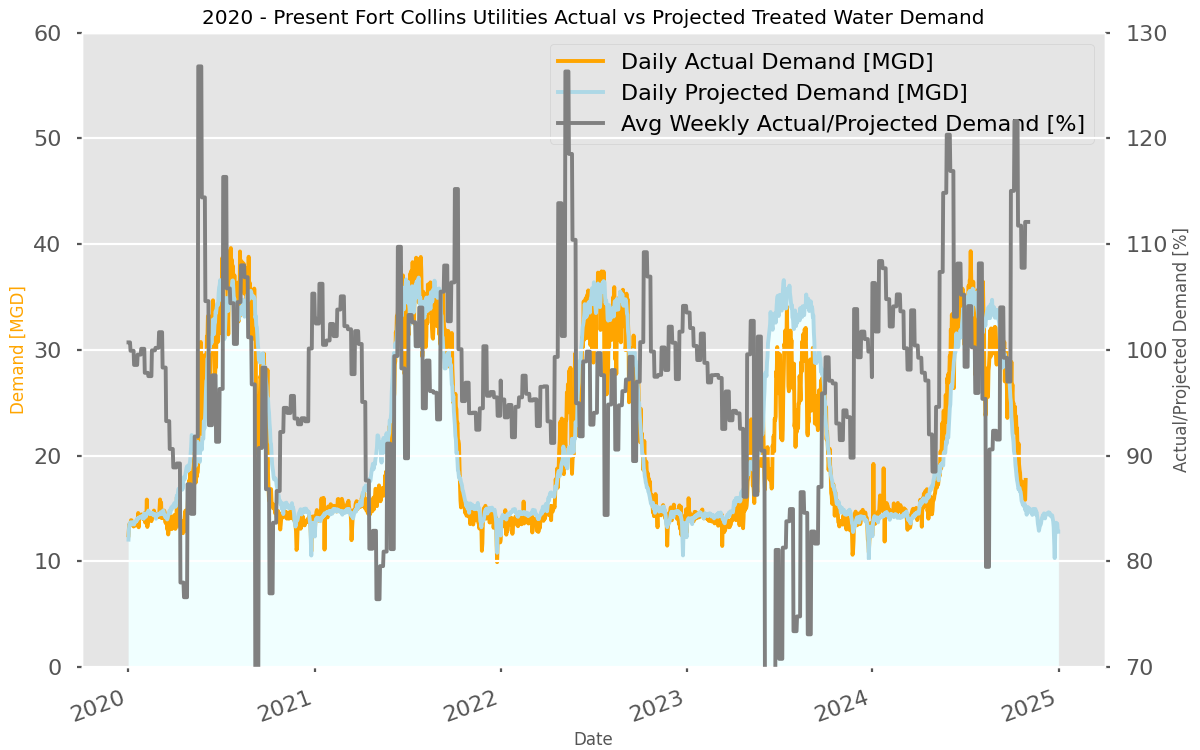 2020 - Present Fort Collins Utilities Actual vs Projected Treated Water Demand
60
50
40
30
20
10
0
Demand [MGD]
Daily Actual Demand [MGD]
Daily Projected Demand [MGD]
Avg Weekly Actual/Projected Demand [%]
130
120
110
100
90
80
70
Actual/Projected Demand [%]
2020
2021
2022
2023
2024
2025
Date